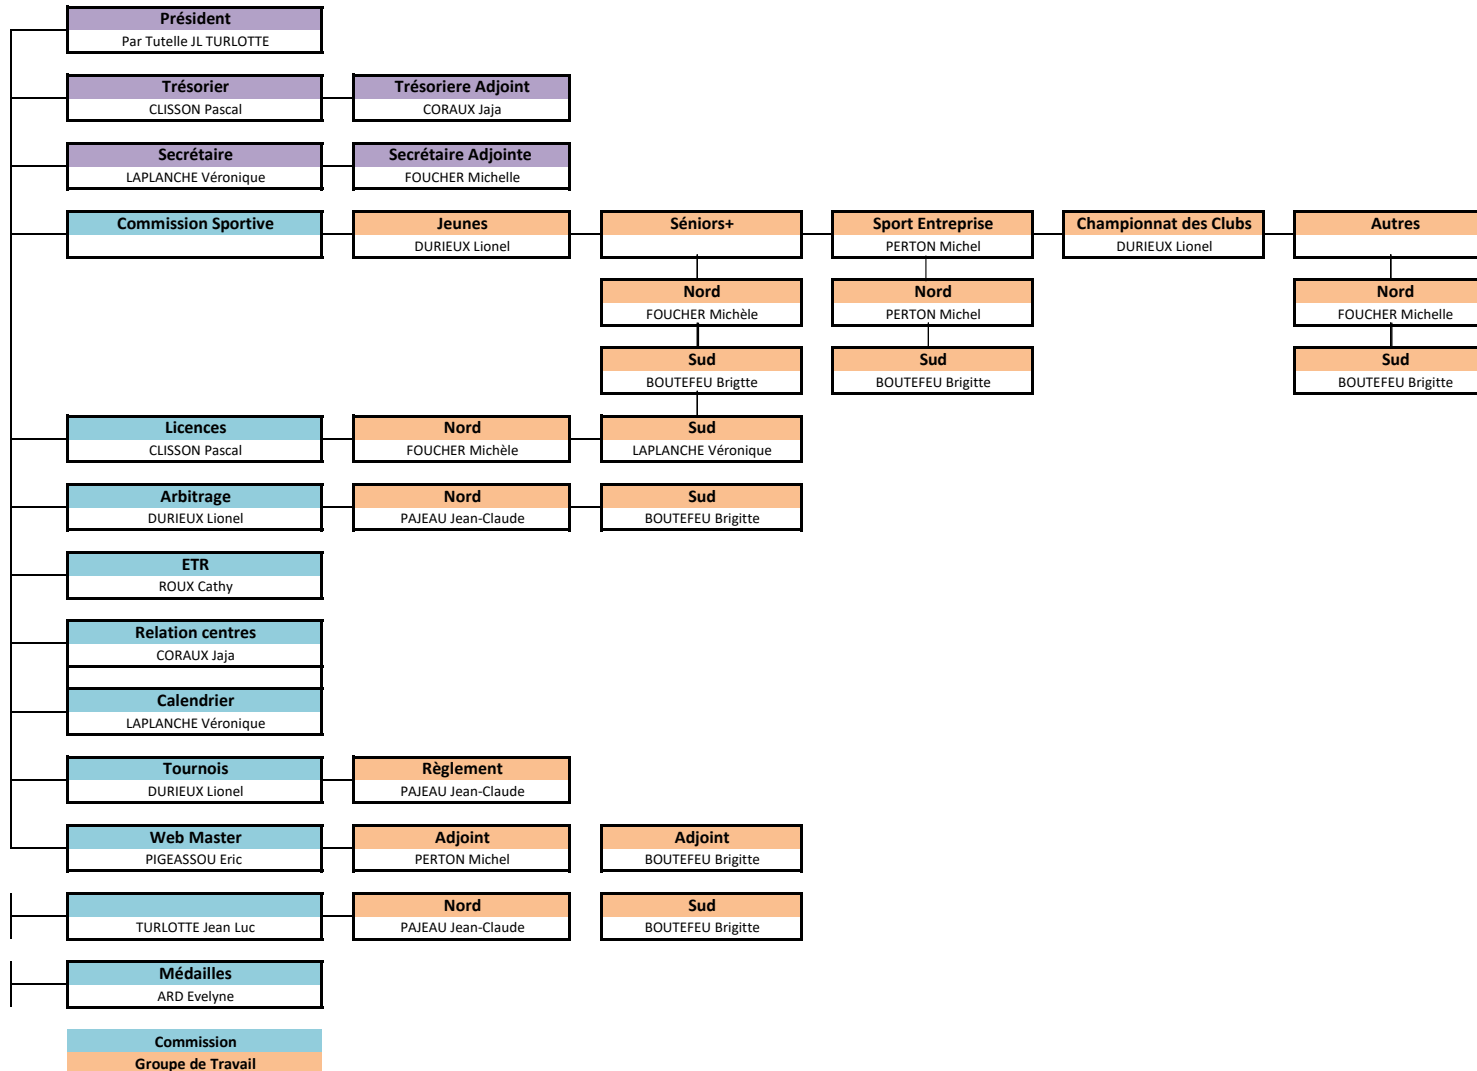 Président
Par Tutelle JL TURLOTTE
Trésorier
CLISSON Pascal
Trésoriere Adjoint
CORAUX Jaja
Secrétaire
LAPLANCHE Véronique
Secrétaire Adjointe
FOUCHER Michelle
Commission Sportive
Jeunes
DURIEUX Lionel
Séniors+
Sport Entreprise
PERTON Michel
Championnat des Clubs
DURIEUX Lionel
Autres
Nord
FOUCHER Michèle
Nord
PERTON Michel
Nord
FOUCHER Michelle
Sud
BOUTEFEU Brigtte
Sud
BOUTEFEU Brigitte
Sud
BOUTEFEU Brigitte
Licences
CLISSON Pascal
Nord
FOUCHER Michèle
Sud
LAPLANCHE Véronique
Arbitrage
DURIEUX Lionel
Nord
PAJEAU Jean-Claude
Sud
BOUTEFEU Brigitte
ETR
ROUX Cathy
Relation centres
CORAUX Jaja
Calendrier
LAPLANCHE Véronique
Tournois
DURIEUX Lionel
Règlement
PAJEAU Jean-Claude
Web Master
PIGEASSOU Eric
Adjoint
PERTON Michel
Adjoint
BOUTEFEU Brigitte
TURLOTTE Jean Luc
Nord
PAJEAU Jean-Claude
Sud
BOUTEFEU Brigitte
Médailles
ARD Evelyne
Commission
Groupe de Travail